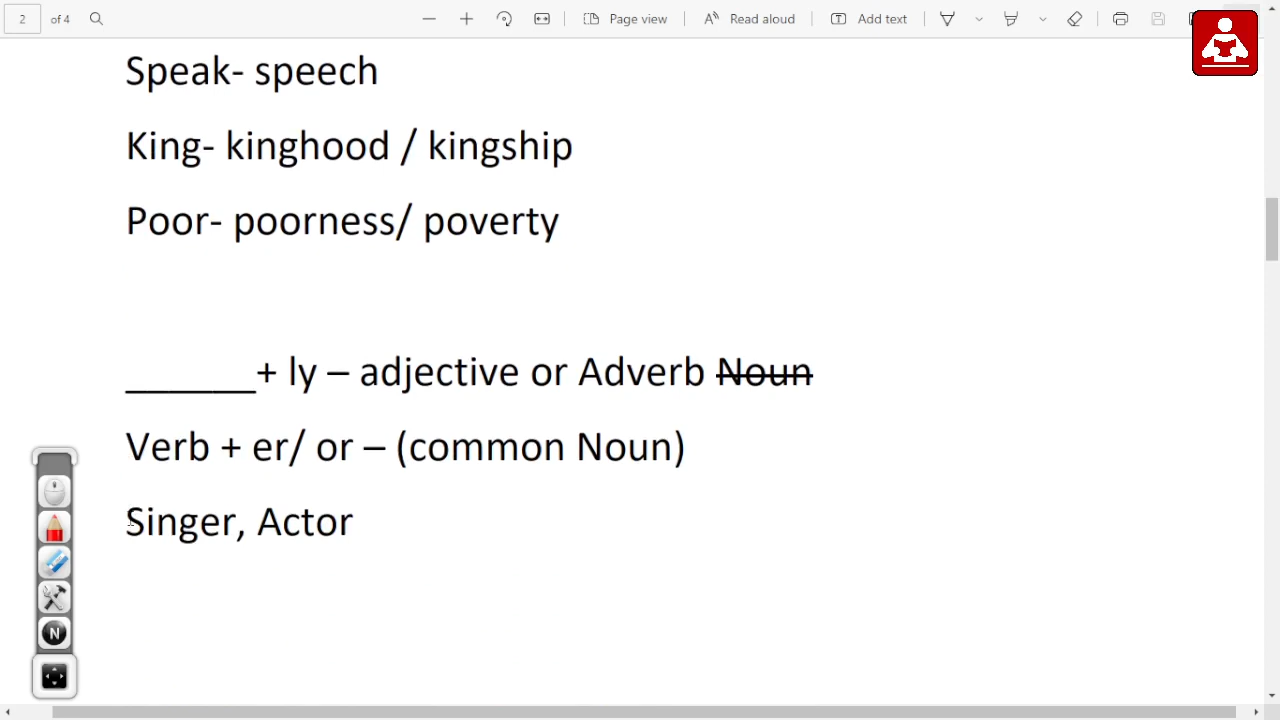 2 of 4 Page view Read aloud Add text
Speak- speech
King- kinghood / kingship
Poor- poorness/ poverty
______+ ly – adjective or Adverb Noun
Verb + er/ or – (common Noun)
Singer, Actor
N